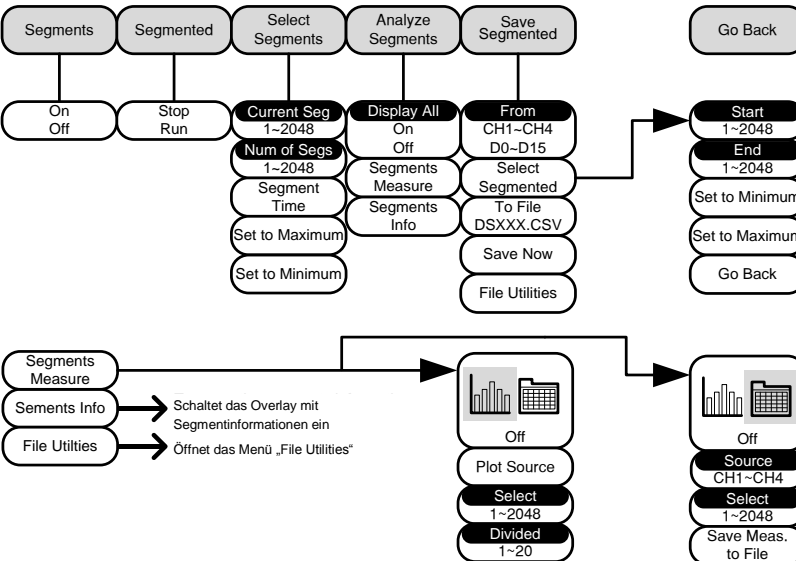 Segments
Segmented
Select
Segments
Analyze
Segments
Save
Segmented
Go Back
On
Off
Stop
Run
Current Seg
1~2048
Num of Segs
1~2048
Segment
Time
Set to Maximum
Set to Minimum
Display All
On
Off
Segments
Measure
Segments
Info
From
CH1~CH4
D0~D15
Select
Segmented
To File
DSXXX.CSV
Save Now
File Utilities
Start
1~2048
End
1~2048
Set to Minimum
Set to Maximum
Go Back
Segments
Measure
Sements Info
Schaltet das Overlay mit
Segmentinformationen ein
File Utilties
Öffnet das Menü „File Utilities“
Off
Plot Source
Select
1~2048
Divided
1~20
Off
Source
CH1~CH4
Select
1~2048
Save Meas.
to File